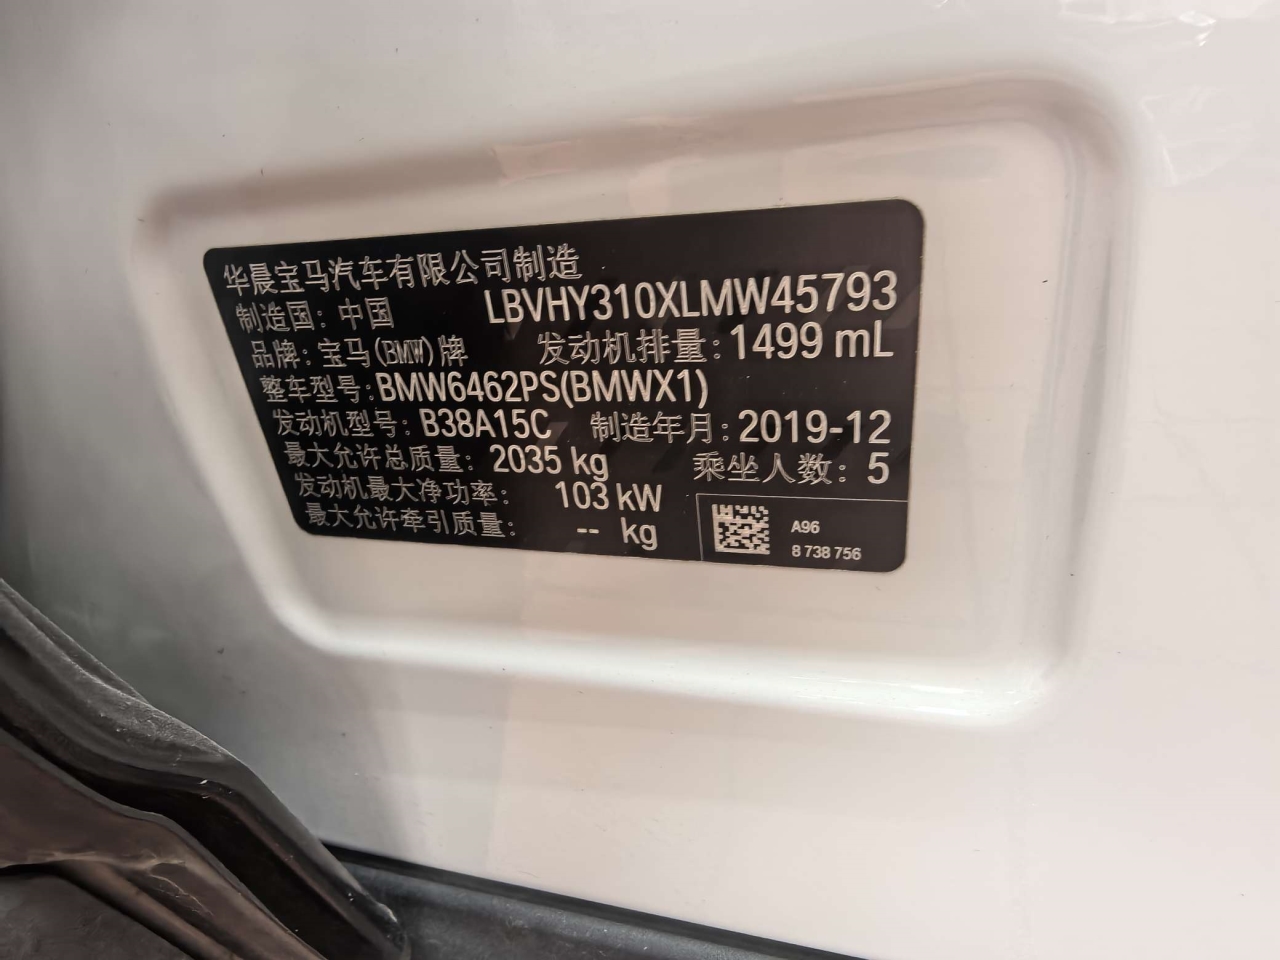 华晨宝马汽车有限公司制造
制造国: 中国 LBVHY310XLMW45793
品牌: 宝马(BMW)牌 发动机排量: 1499 mL
整车型号: BMW6462PS(BMWX1)
发动机型号: B38A15C 制造年月: 2019-12
最大允许总质量: 2035 kg 乘坐人数: 5
发动机最大净功率: 103 kW
最大允许牵引质量: -- kg
A96
8 738 756